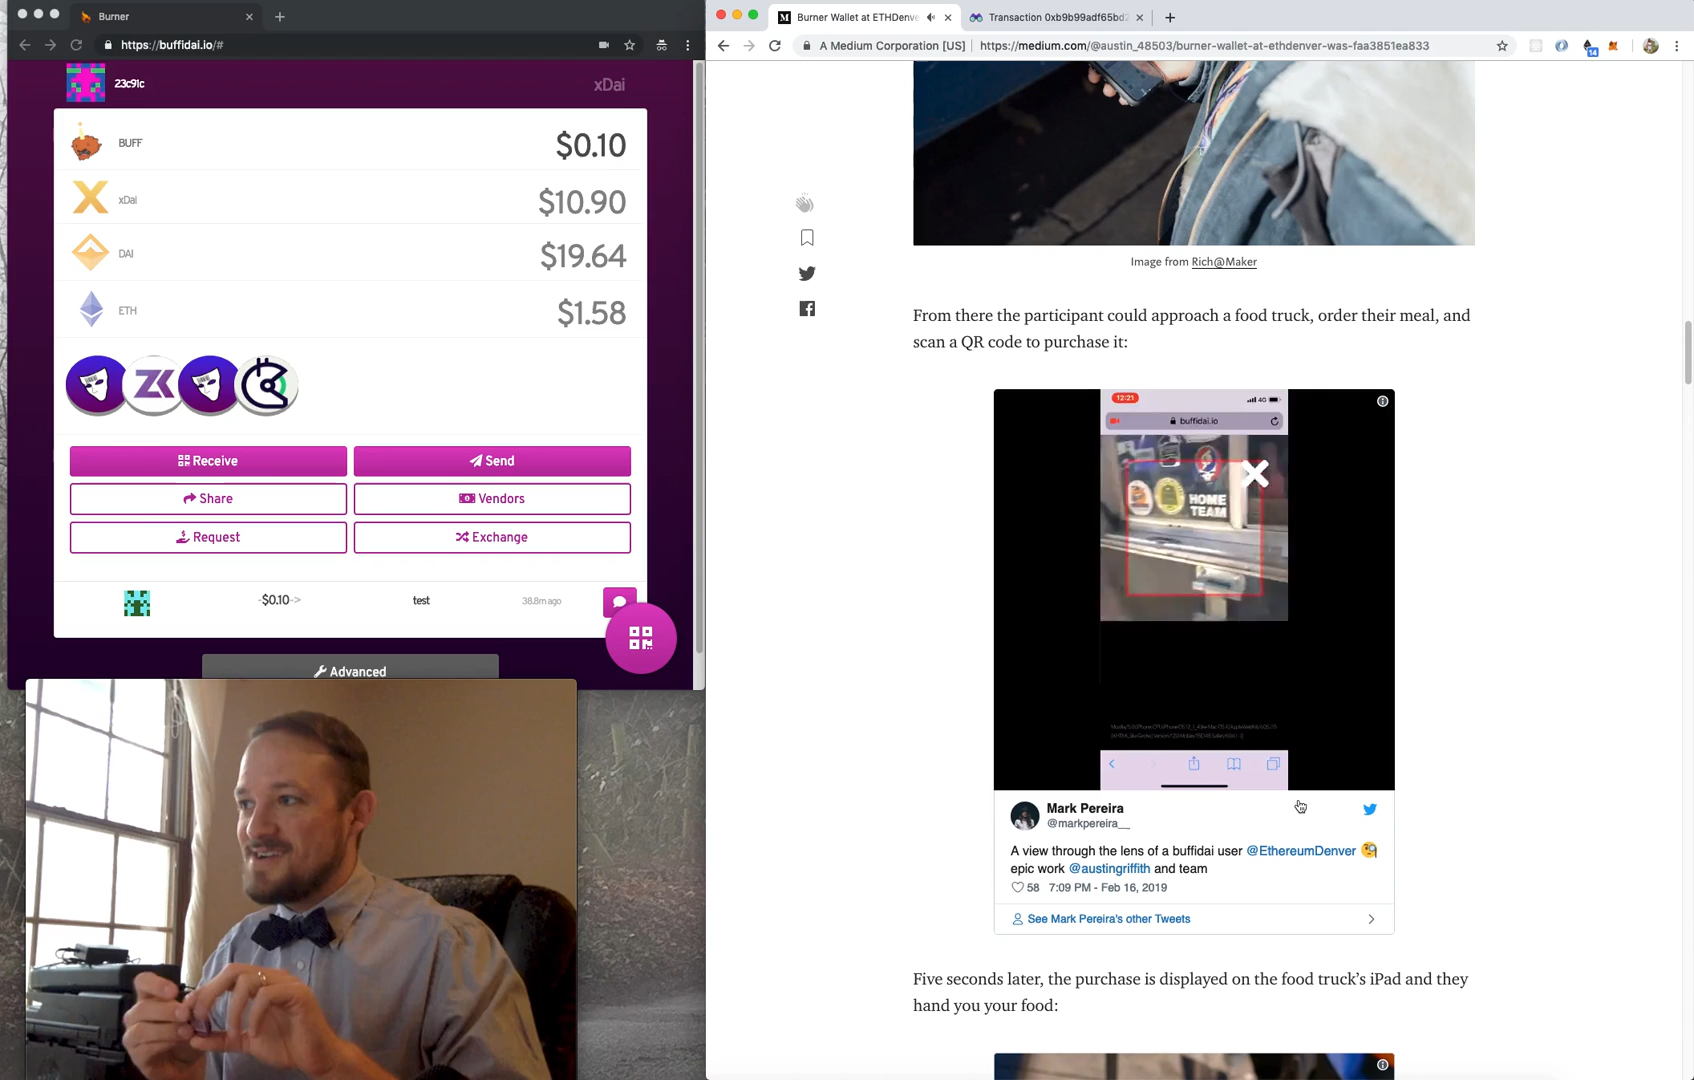 Burner
https://buffidai.io/#
23c91c
xDai
BUFF
$0.10
xDai
$10.90
DAI
$19.64
ETH
$1.58
Receive
Send
Share
Vendors
Request
Exchange
-$0.10->
test
38.8m ago
Advanced
Burner Wallet at ETHDenve
Transaction 0xb9b99adf65bd2
A Medium Corporation [US]
https://medium.com/@austin_48503/burner-wallet-at-ethdenver-was-faa3851ea833
14
Image from Rich@Maker
From there the participant could approach a food truck, order their meal, and
scan a QR code to purchase it:
12:21
4G
buffidai.io
HOME
TEAM
Mark Pereira
@markpereira__
A view through the lens of a buffidai user @EthereumDenver 🧐
epic work @austingriffith and team
58
7:09 PM - Feb 16, 2019
See Mark Pereira's other Tweets
Five seconds later, the purchase is displayed on the food truck’s iPad and they
hand you your food: